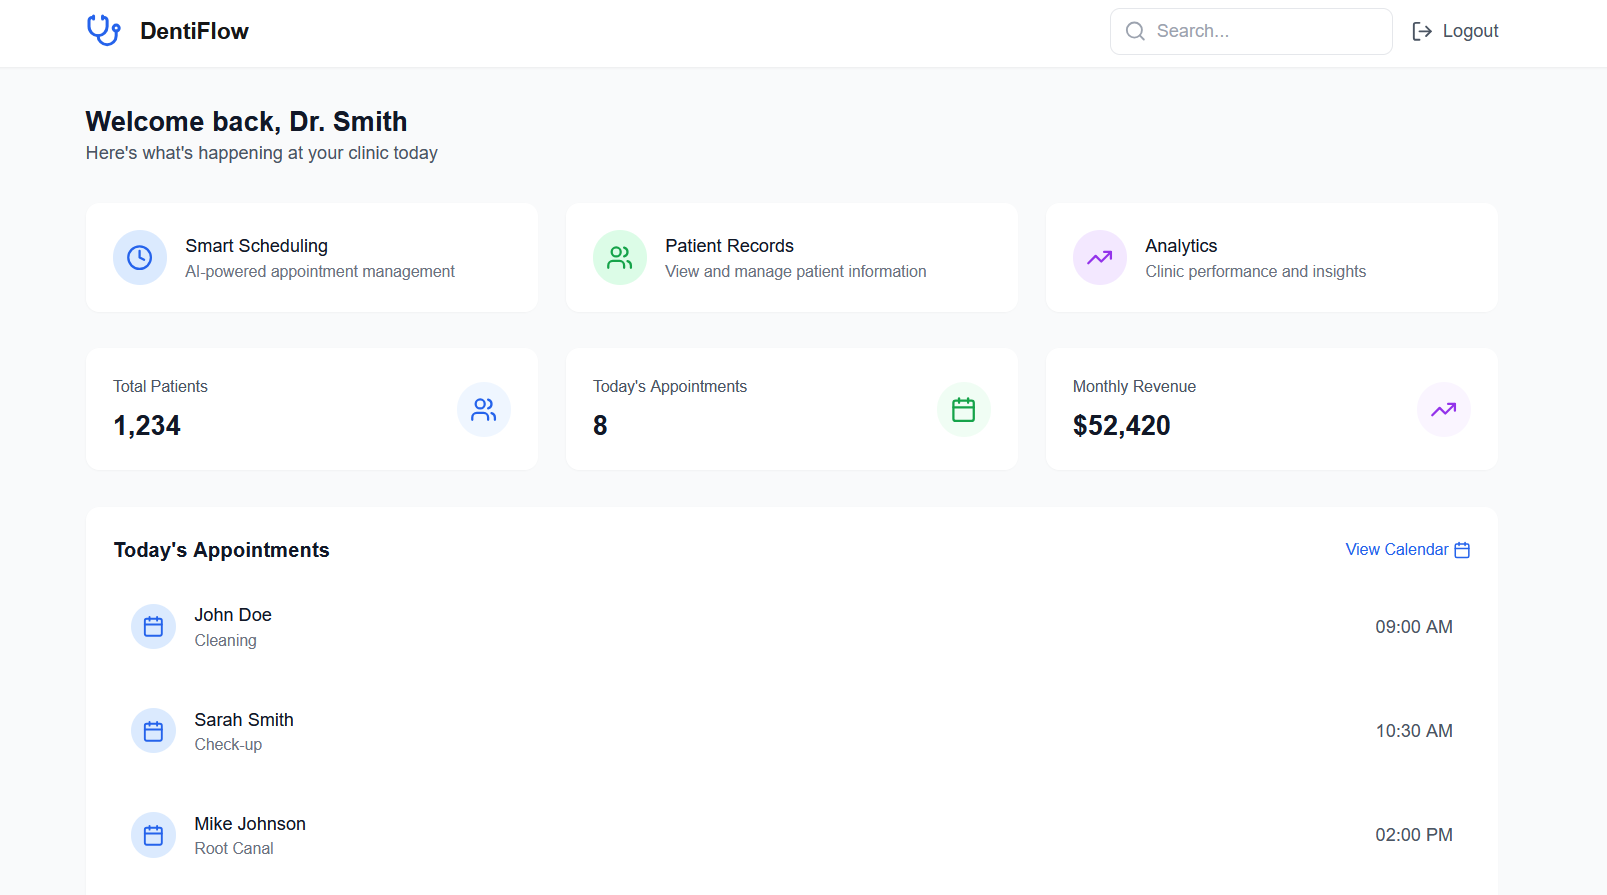 DentiFlow
Search...
Logout
Welcome back, Dr. Smith
Here's what's happening at your clinic today
Smart Scheduling
AI-powered appointment management
Patient Records
View and manage patient information
Analytics
Clinic performance and insights
Total Patients
1,234
Today's Appointments
8
Monthly Revenue
$52,420
Today's Appointments
View Calendar
John Doe
Cleaning
09:00 AM
Sarah Smith
Check-up
10:30 AM
Mike Johnson
Root Canal
02:00 PM